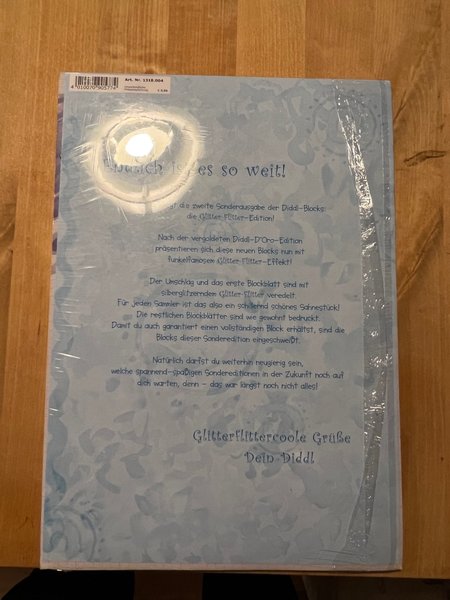 Art. Nr. 1318.004
4 010070 905774
es so weit!
die zweite Sonderausgabe der Diddl-Blocks:
die Glitter-Flitter-Edition!
Nach der vergoldeten Diddl-D'Oro-Edition
präsentieren sich diese neuen Blocks nun mit
funkelfamosem Glitter-Flitter-Effekt!
Der Umschlag und das erste Blockblatt sind mit
silberglitzerndem Glitter-Flitter veredelt.
Für jeden Sammler ist das also ein schillernd schönes Sahnestück!
Die restlichen Blockblätter sind wie gewohnt bedruckt.
Damit du auch garantiert einen vollständigen Block erhältst, sind die
Blocks dieser Sonderedition eingeschweißt.
Natürlich darfst du weiterhin neugierig sein,
welche spannend-spaßigen Sondereditionen in der Zukunft noch auf
dich warten, denn - das war längst noch nicht alles!
Glitterflittercoole Grüße
Dein Diddl